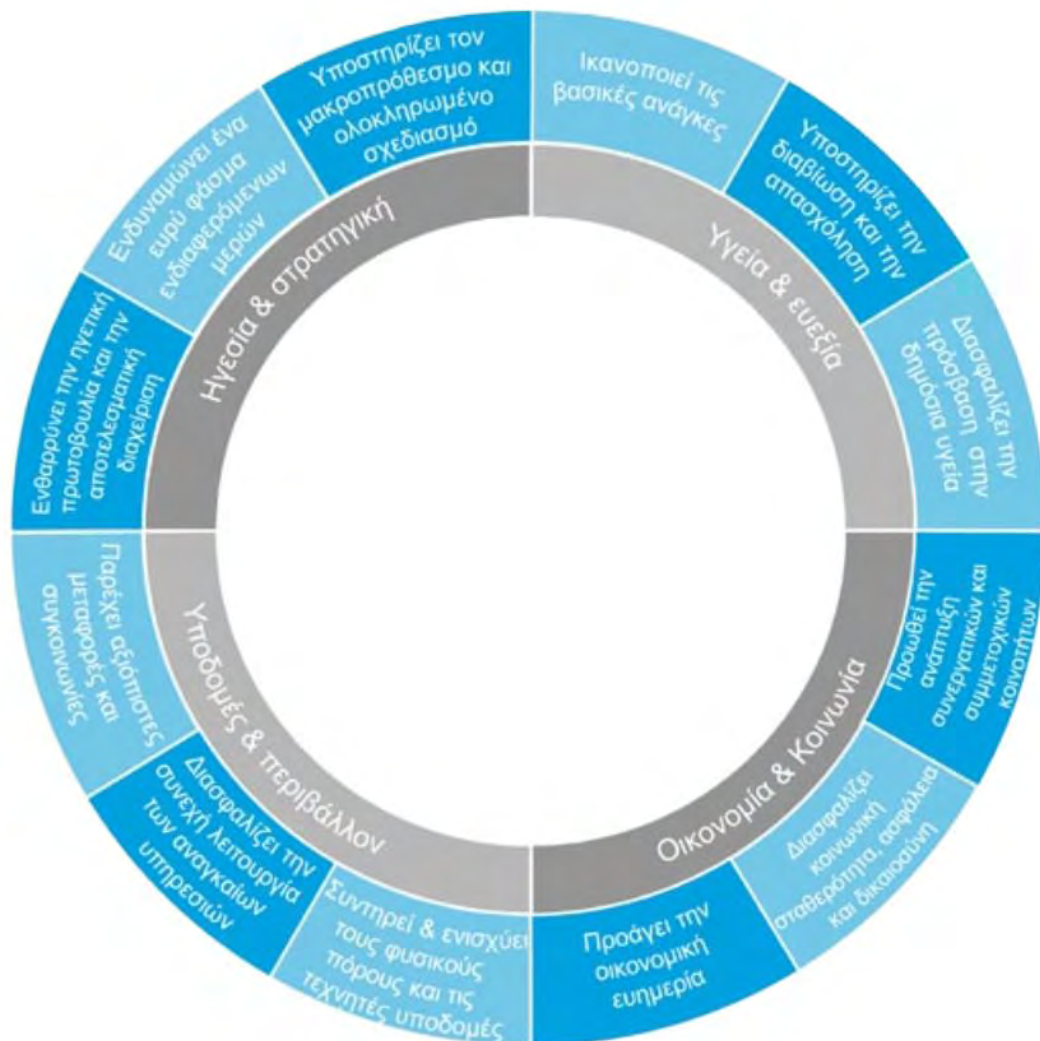 Υποστηρίζει τον
μακροπρόθεσμο και
ολοκληρωμένο
σχεδιασμό
Ικανοποιεί τις
βασικές ανάγκες
Υποστηρίζει την
διαβίωση και την
απασχόληση
Διασφαλίζει την
πρόσβαση στην
δημόσια υγεία
Προωθεί την
ανάπτυξη
συνεργατικών και
συμμετοχικών
κοινοτήτων
Διασφαλίζει
κοινωνική
σταθερότητα, ασφάλεια
και δικαιοσύνη
Προάγει την
οικονομική
ευημερία
Συντηρεί & ενισχύει
τους φυσικούς
πόρους και τις
τεχνητές υποδομές
Διασφαλίζει την
συνεχή λειτουργία
των αναγκαίων
υπηρεσιών
Παρέχει αξιόπιστες
μεταφορές και
συγκοινωνίες
Ενθαρρύνει την ηγετική
πρωτοβουλία και την
αποτελεσματική
διαχείριση
Ενδυναμώνει ένα
ευρύ φάσμα
ενδιαφερόμενων
μερών
Ηγεσία & στρατηγική
Υγεία & ευεξία
Οικονομία & Κοινωνία
Υποδομές & περιβάλλον